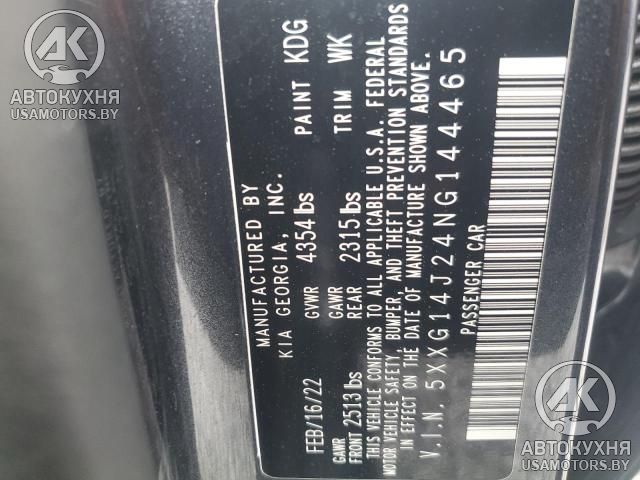 MANUFACTURED BY
KIA GEORGIA, INC.
FEB/16/22 GVWR 4354 lbs PAINT KDG
GAWR FRONT 2513 lbs GAWR REAR 2315 lbs TRIM WK
THIS VEHICLE CONFORMS TO ALL APPLICABLE U.S.A. FEDERAL
MOTOR VEHICLE SAFETY, BUMPER, AND THEFT PREVENTION STANDARDS
IN EFFECT ON THE DATE OF MANUFACTURE SHOWN ABOVE.
V.I.N. 5XXG14J24NG144465
PASSENGER CAR
AK
АВТОКУХНЯ
USAMOTORS.BY
AK
АВТОКУХНЯ
USAMOTORS.BY